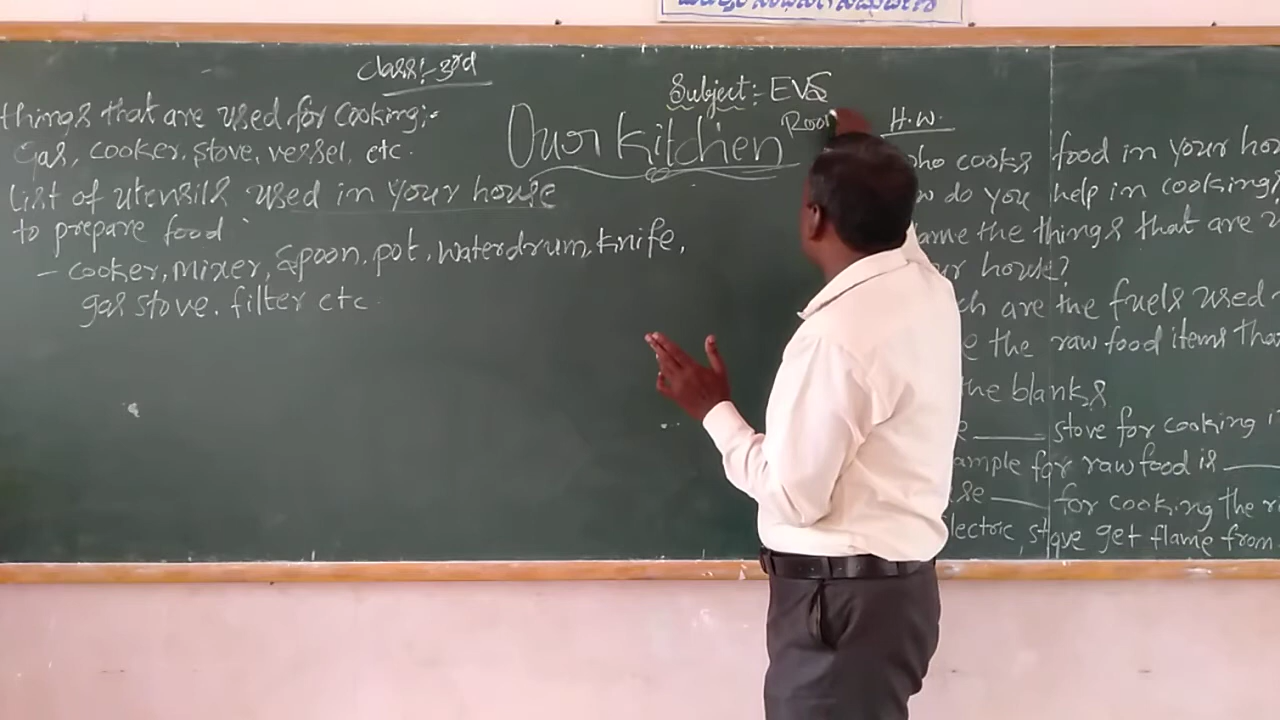 Class:- 3rd
Subject:- EVS
things that are used for cooking:-
Gas, cooker, stove, vessel, etc.
List of utensils used in your house
to prepare food
- cooker, mixer, spoon, pot, waterdrum, knife,
gas stove. filter etc
Our kitchen
Room
H.W.
who cooks food in your
do you help in cooking
ame the things that are
house?
are the fuels used
the raw food items
the blanks
____ stove for cooking
ample for raw food is ____
____ for cooking the
lectric stove get flame from